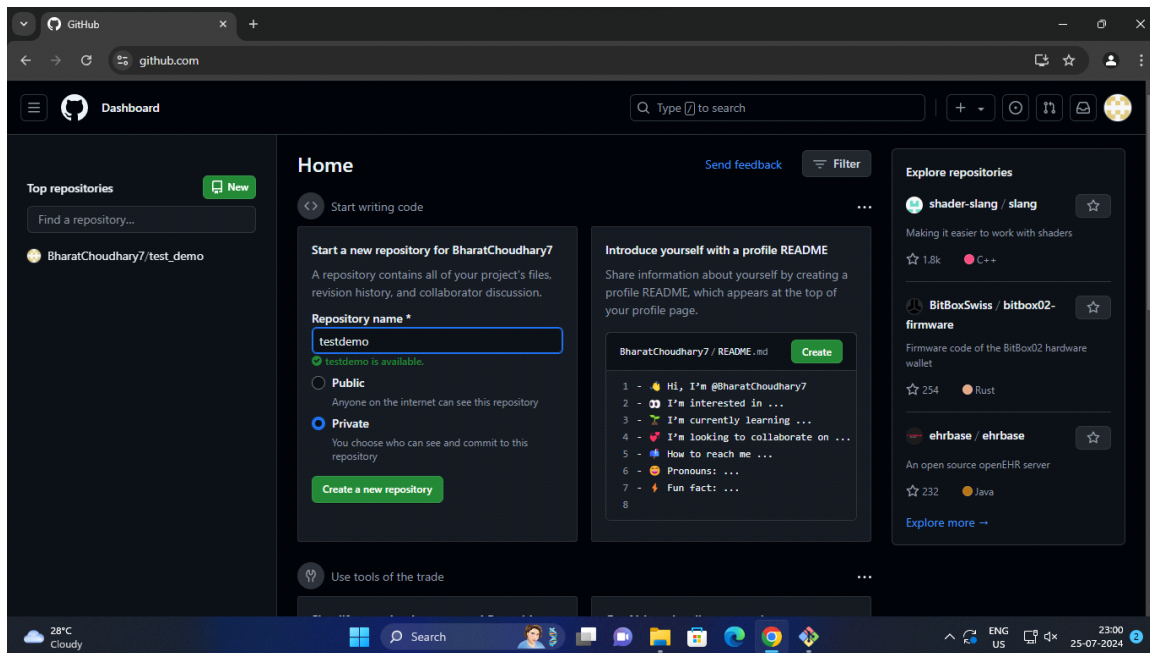 GitHub
github.com
Dashboard
Type / to search
Top repositories
New
Find a repository...
BharatChoudhary7/test_demo
Home
Send feedback
Filter
Start writing code
Start a new repository for BharatChoudhary7
A repository contains all of your project's files,
revision history, and collaborator discussion.
Repository name *
testdemo
testdemo is available.
Public
Anyone on the internet can see this repository
Private
You choose who can see and commit to this
repository
Create a new repository
Introduce yourself with a profile README
Share information about yourself by creating a
profile README, which appears at the top of
your profile page.
BharatChoudhary7 / README.md
Create
1 - 👋 Hi, I'm @BharatChoudhary7
2 - 👀 I'm interested in ...
3 - 🌱 I'm currently learning ...
4 - 💞️ I'm looking to collaborate on ...
5 - 📫 How to reach me ...
6 - 😄 Pronouns: ...
7 - ⚡ Fun fact: ...
8
Use tools of the trade
Explore repositories
shader-slang / slang
Making it easier to work with shaders
1.8k C++
BitBoxSwiss / bitbox02-
firmware
Firmware code of the BitBox02 hardware
wallet
254 Rust
ehrbase / ehrbase
An open source openEHR server
232 Java
Explore more →
28°C
Cloudy
Search
ENG
US
23:00
25-07-2024
2